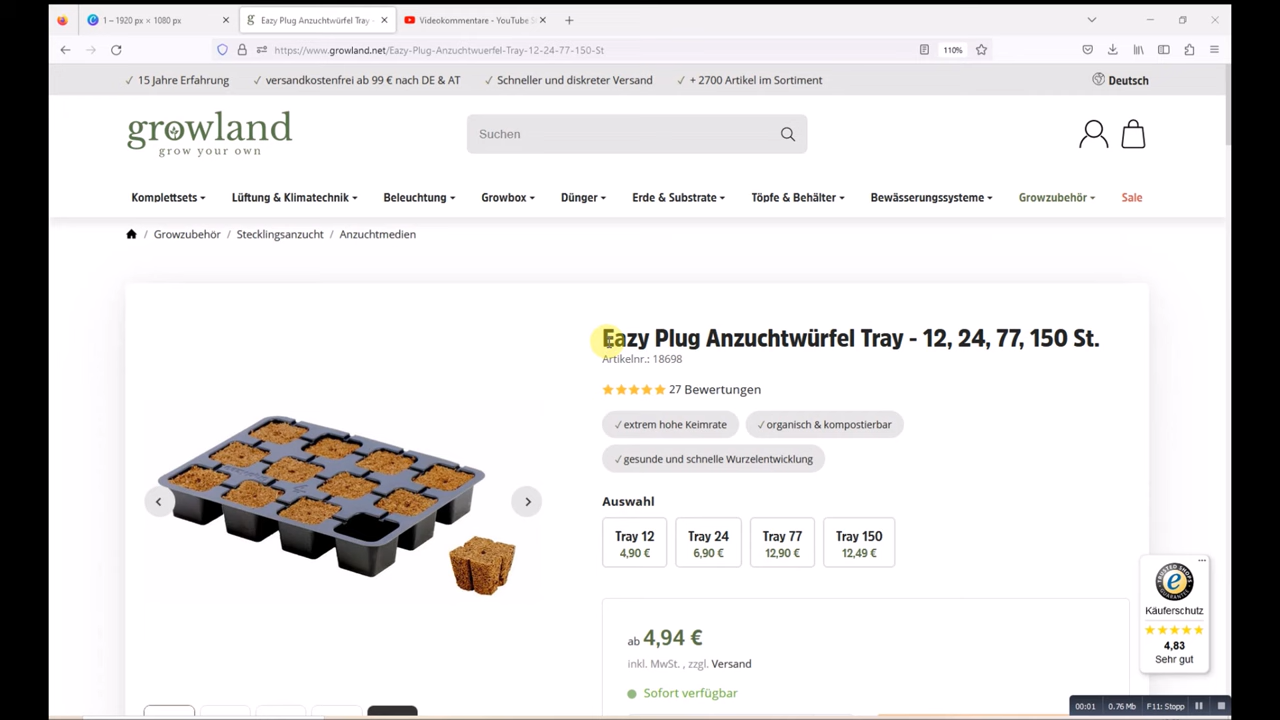 1 – 1920 px × 1080 px
Eazy Plug Anzuchtwürfel Tray -
Videokommentare - YouTube S
https://www.growland.net/Eazy-Plug-Anzuchtwuerfel-Tray-12-24-77-150-St
110%
✓ 15 Jahre Erfahrung ✓ versandkostenfrei ab 99 € nach DE & AT ✓ Schneller und diskreter Versand ✓ + 2700 Artikel im Sortiment
Deutsch
growland
grow your own
Suchen
Komplettsets Lüftung & Klimatechnik Beleuchtung Growbox Dünger Erde & Substrate Töpfe & Behälter Bewässerungssysteme Growzubehör Sale
/ Growzubehör / Stecklingsanzucht / Anzuchtmedien
Eazy Plug Anzuchtwürfel Tray - 12, 24, 77, 150 St.
Artikelnr.: 18698
27 Bewertungen
✓ extrem hohe Keimrate ✓ organisch & kompostierbar
✓ gesunde und schnelle Wurzelentwicklung
Auswahl
Tray 12 Tray 24 Tray 77 Tray 150
4,90 € 6,90 € 12,90 € 12,49 €
ab 4,94 €
inkl. MwSt. , zzgl. Versand
Sofort verfügbar
TRUSTED SHOPS
GUARANTEE
Käuferschutz
4,83
Sehr gut
00:01 0.76 Mb F11: Stopp